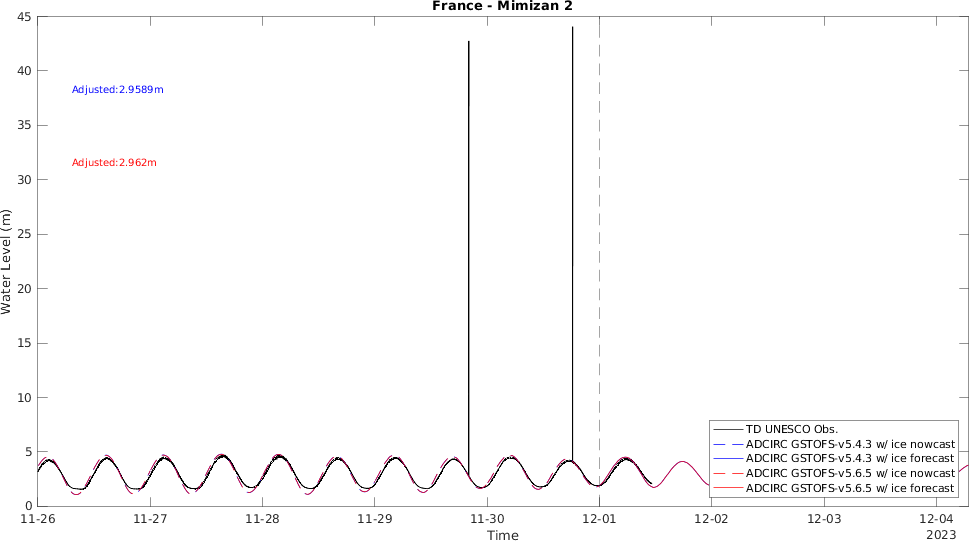 France - Mimizan 2
45
40
35
30
25
20
15
10
5
0
Water Level (m)
Adjusted:2.9589m
Adjusted:2.962m
TD UNESCO Obs.
ADCIRC GSTOFS-v5.4.3 w/ ice nowcast
ADCIRC GSTOFS-v5.4.3 w/ ice forecast
ADCIRC GSTOFS-v5.6.5 w/ ice nowcast
ADCIRC GSTOFS-v5.6.5 w/ ice forecast
11-26 11-27 11-28 11-29 11-30 12-01 12-02 12-03 12-04
2023
Time